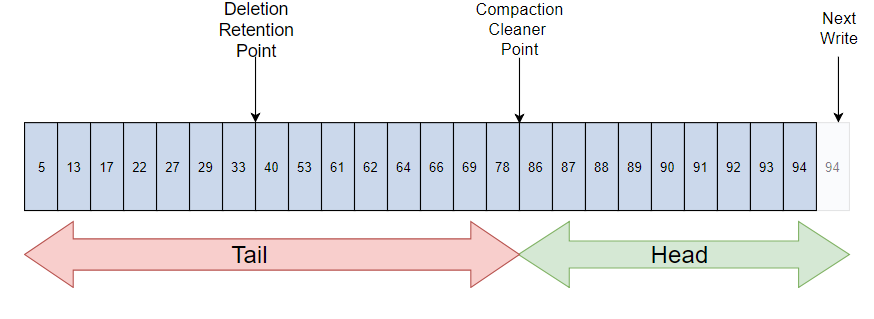 Deletion
Retention
Point
Compaction
Cleaner
Point
Next
Write
5 13 17 22 27 29 33 40 53 61 62 64 66 69 78 86 87 88 89 90 91 92 93 94 94
Tail
Head